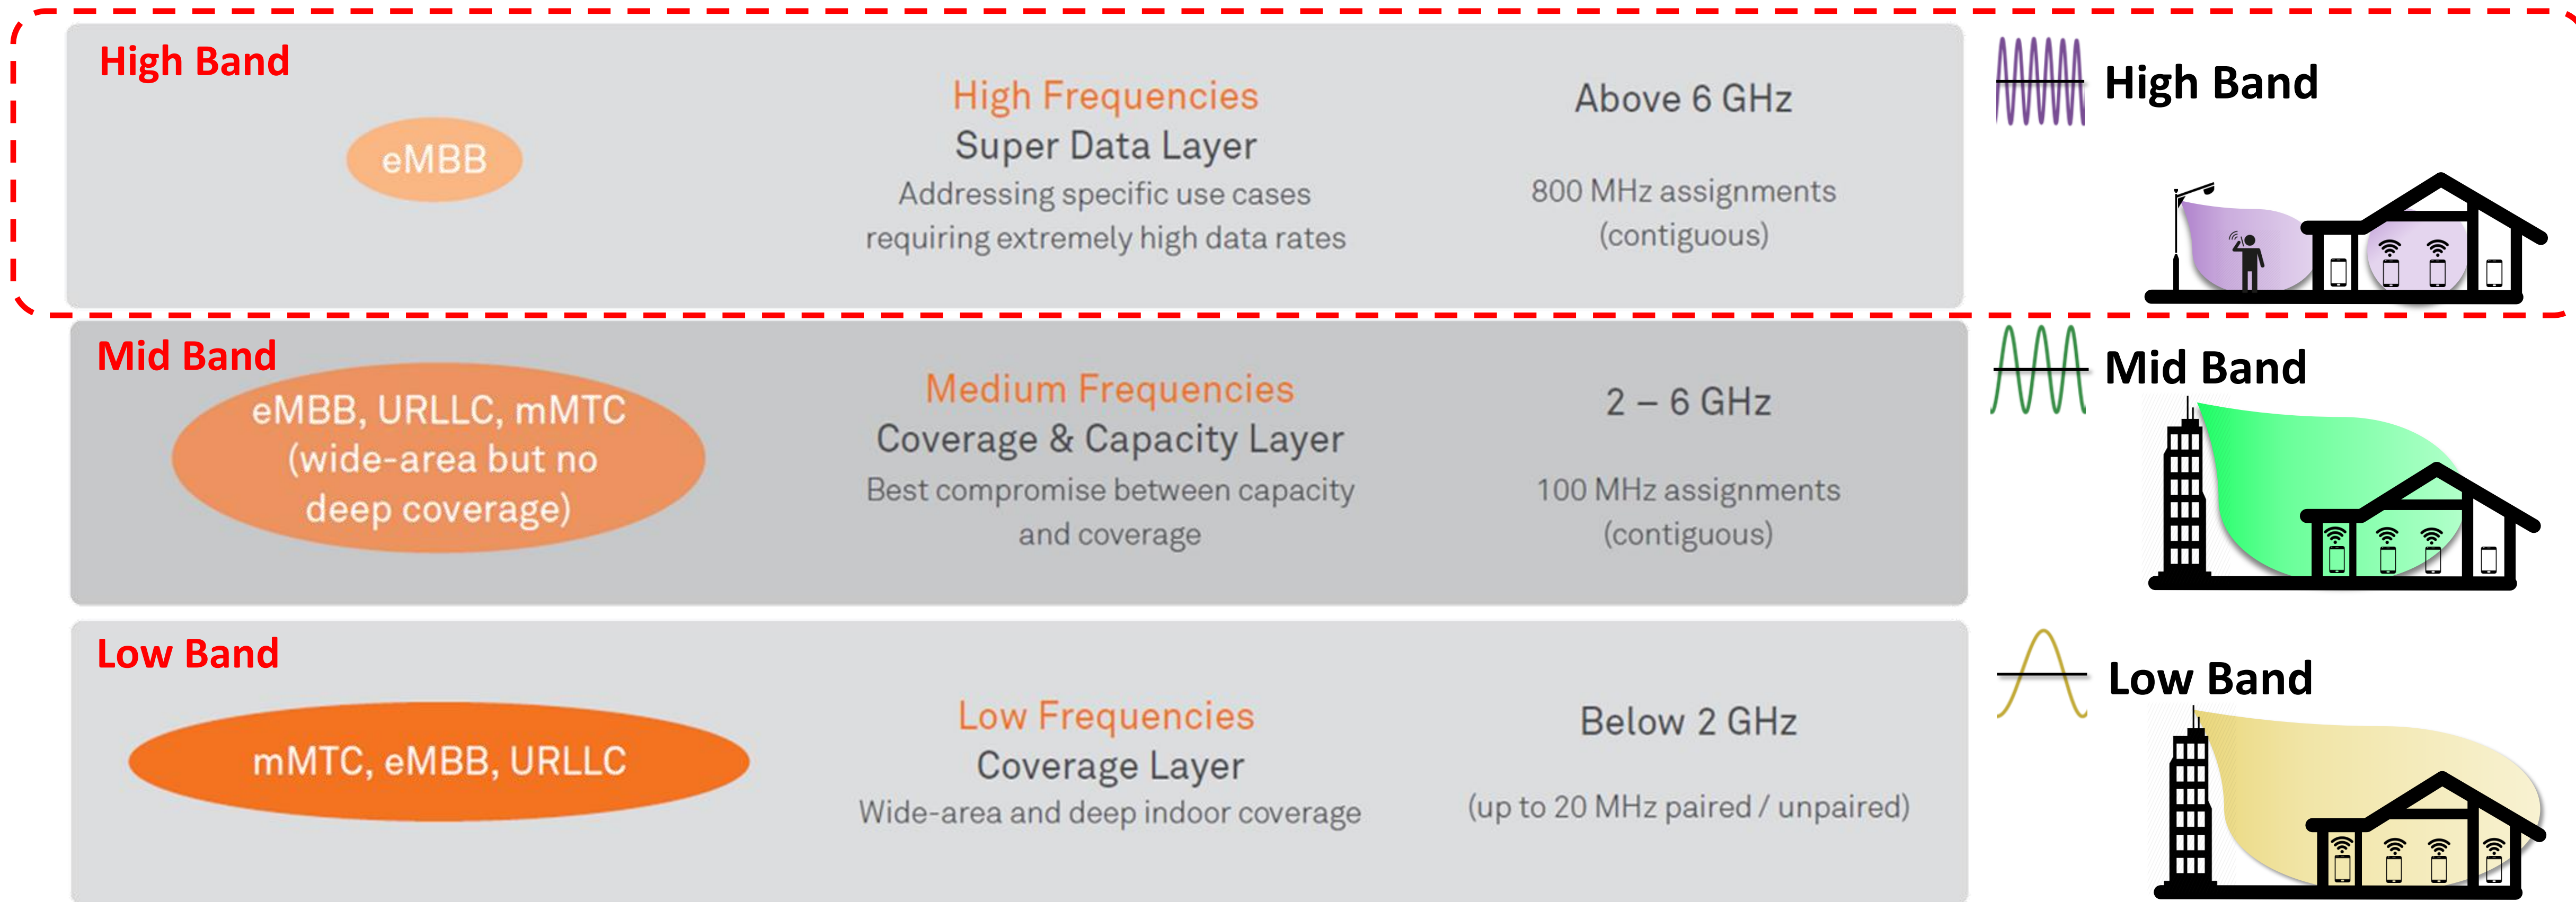 High Band
eMBB
High Frequencies
Super Data Layer
Addressing specific use cases
requiring extremely high data rates
Above 6 GHz
800 MHz assignments
(contiguous)
High Band
Mid Band
eMBB, URLLC, mMTC
(wide-area but no
deep coverage)
Medium Frequencies
Coverage & Capacity Layer
Best compromise between capacity
and coverage
2 – 6 GHz
100 MHz assignments
(contiguous)
Mid Band
Low Band
mMTC, eMBB, URLLC
Low Frequencies
Coverage Layer
Wide-area and deep indoor coverage
Below 2 GHz
(up to 20 MHz paired / unpaired)
Low Band